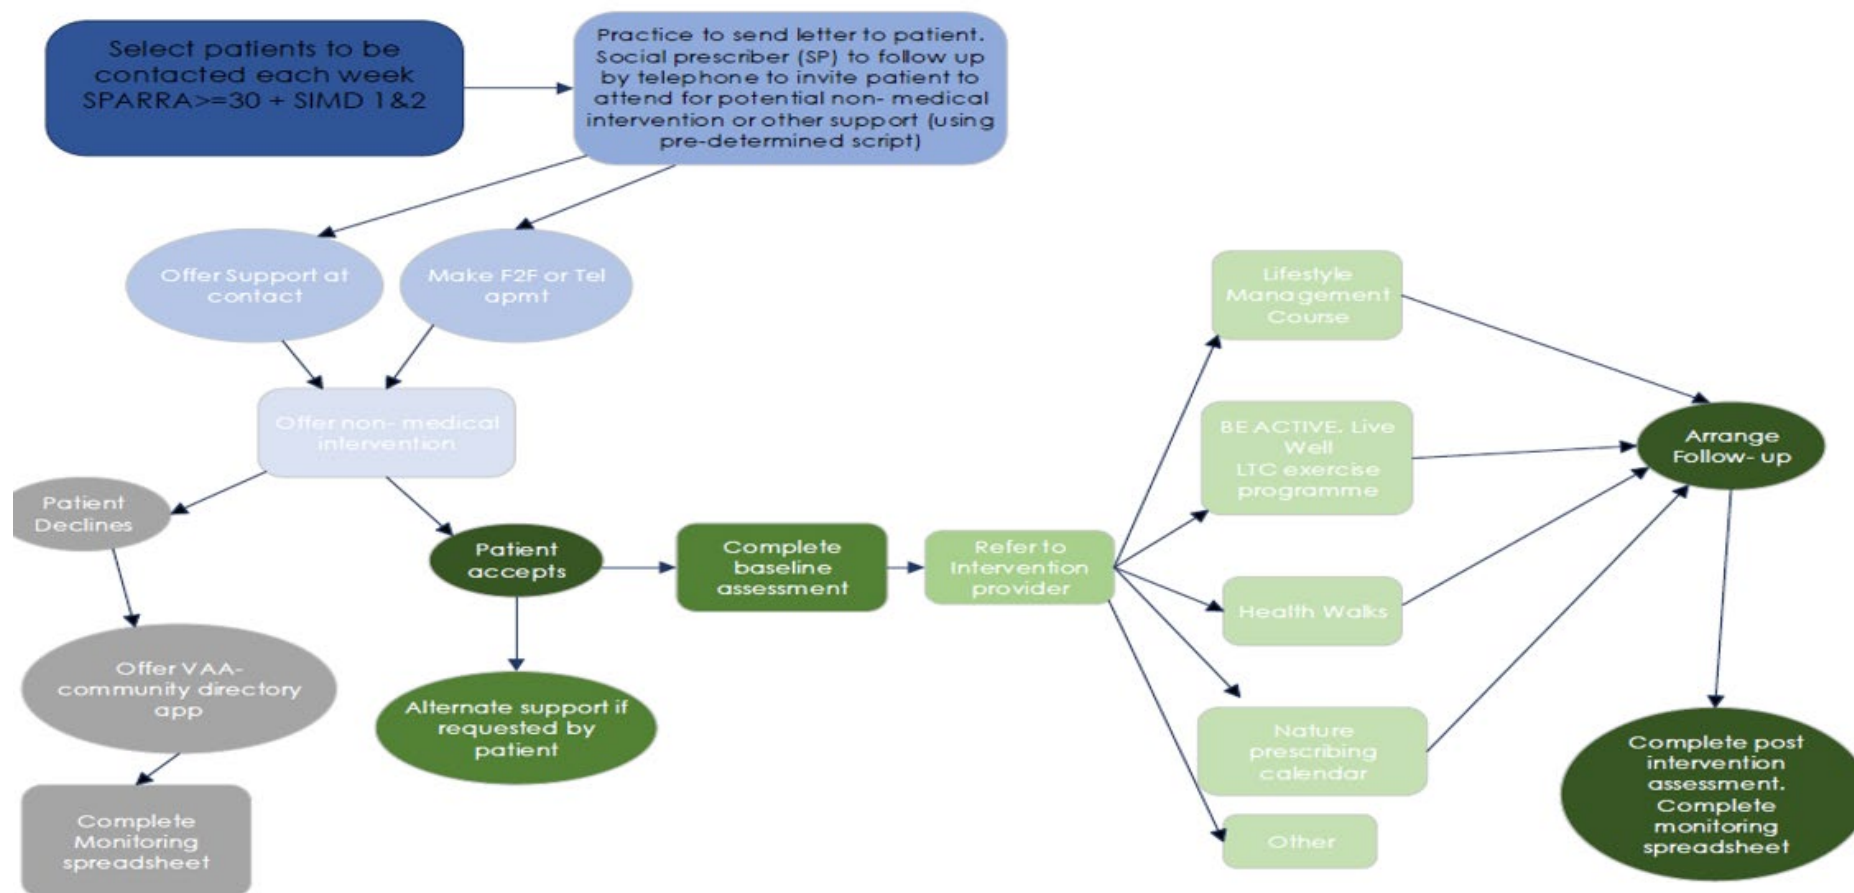 Select patients to be
contacted each week
SPARRA>=30 + SIMD 1&2
Practice to send letter to patient.
Social prescriber (SP) to follow up
by telephone to invite patient to
attend for potential non- medical
intervention or other support (using
pre-determined script)
Offer Support at
contact
Make F2F or Tel
apmt
Offer non- medical
intervention
Patient
Declines
Patient
accepts
Complete
baseline
assessment
Refer to
Intervention
provider
Offer VAA-
community directory
app
Alternate support if
requested by
patient
Complete
Monitoring
spreadsheet
Lifestyle
Management
Course
BE ACTIVE. Live
Well
LTC exercise
programme
Health Walks
Nature
prescribing
calendar
Other
Arrange
Follow- up
Complete post
intervention
assessment.
Complete
monitoring
spreadsheet